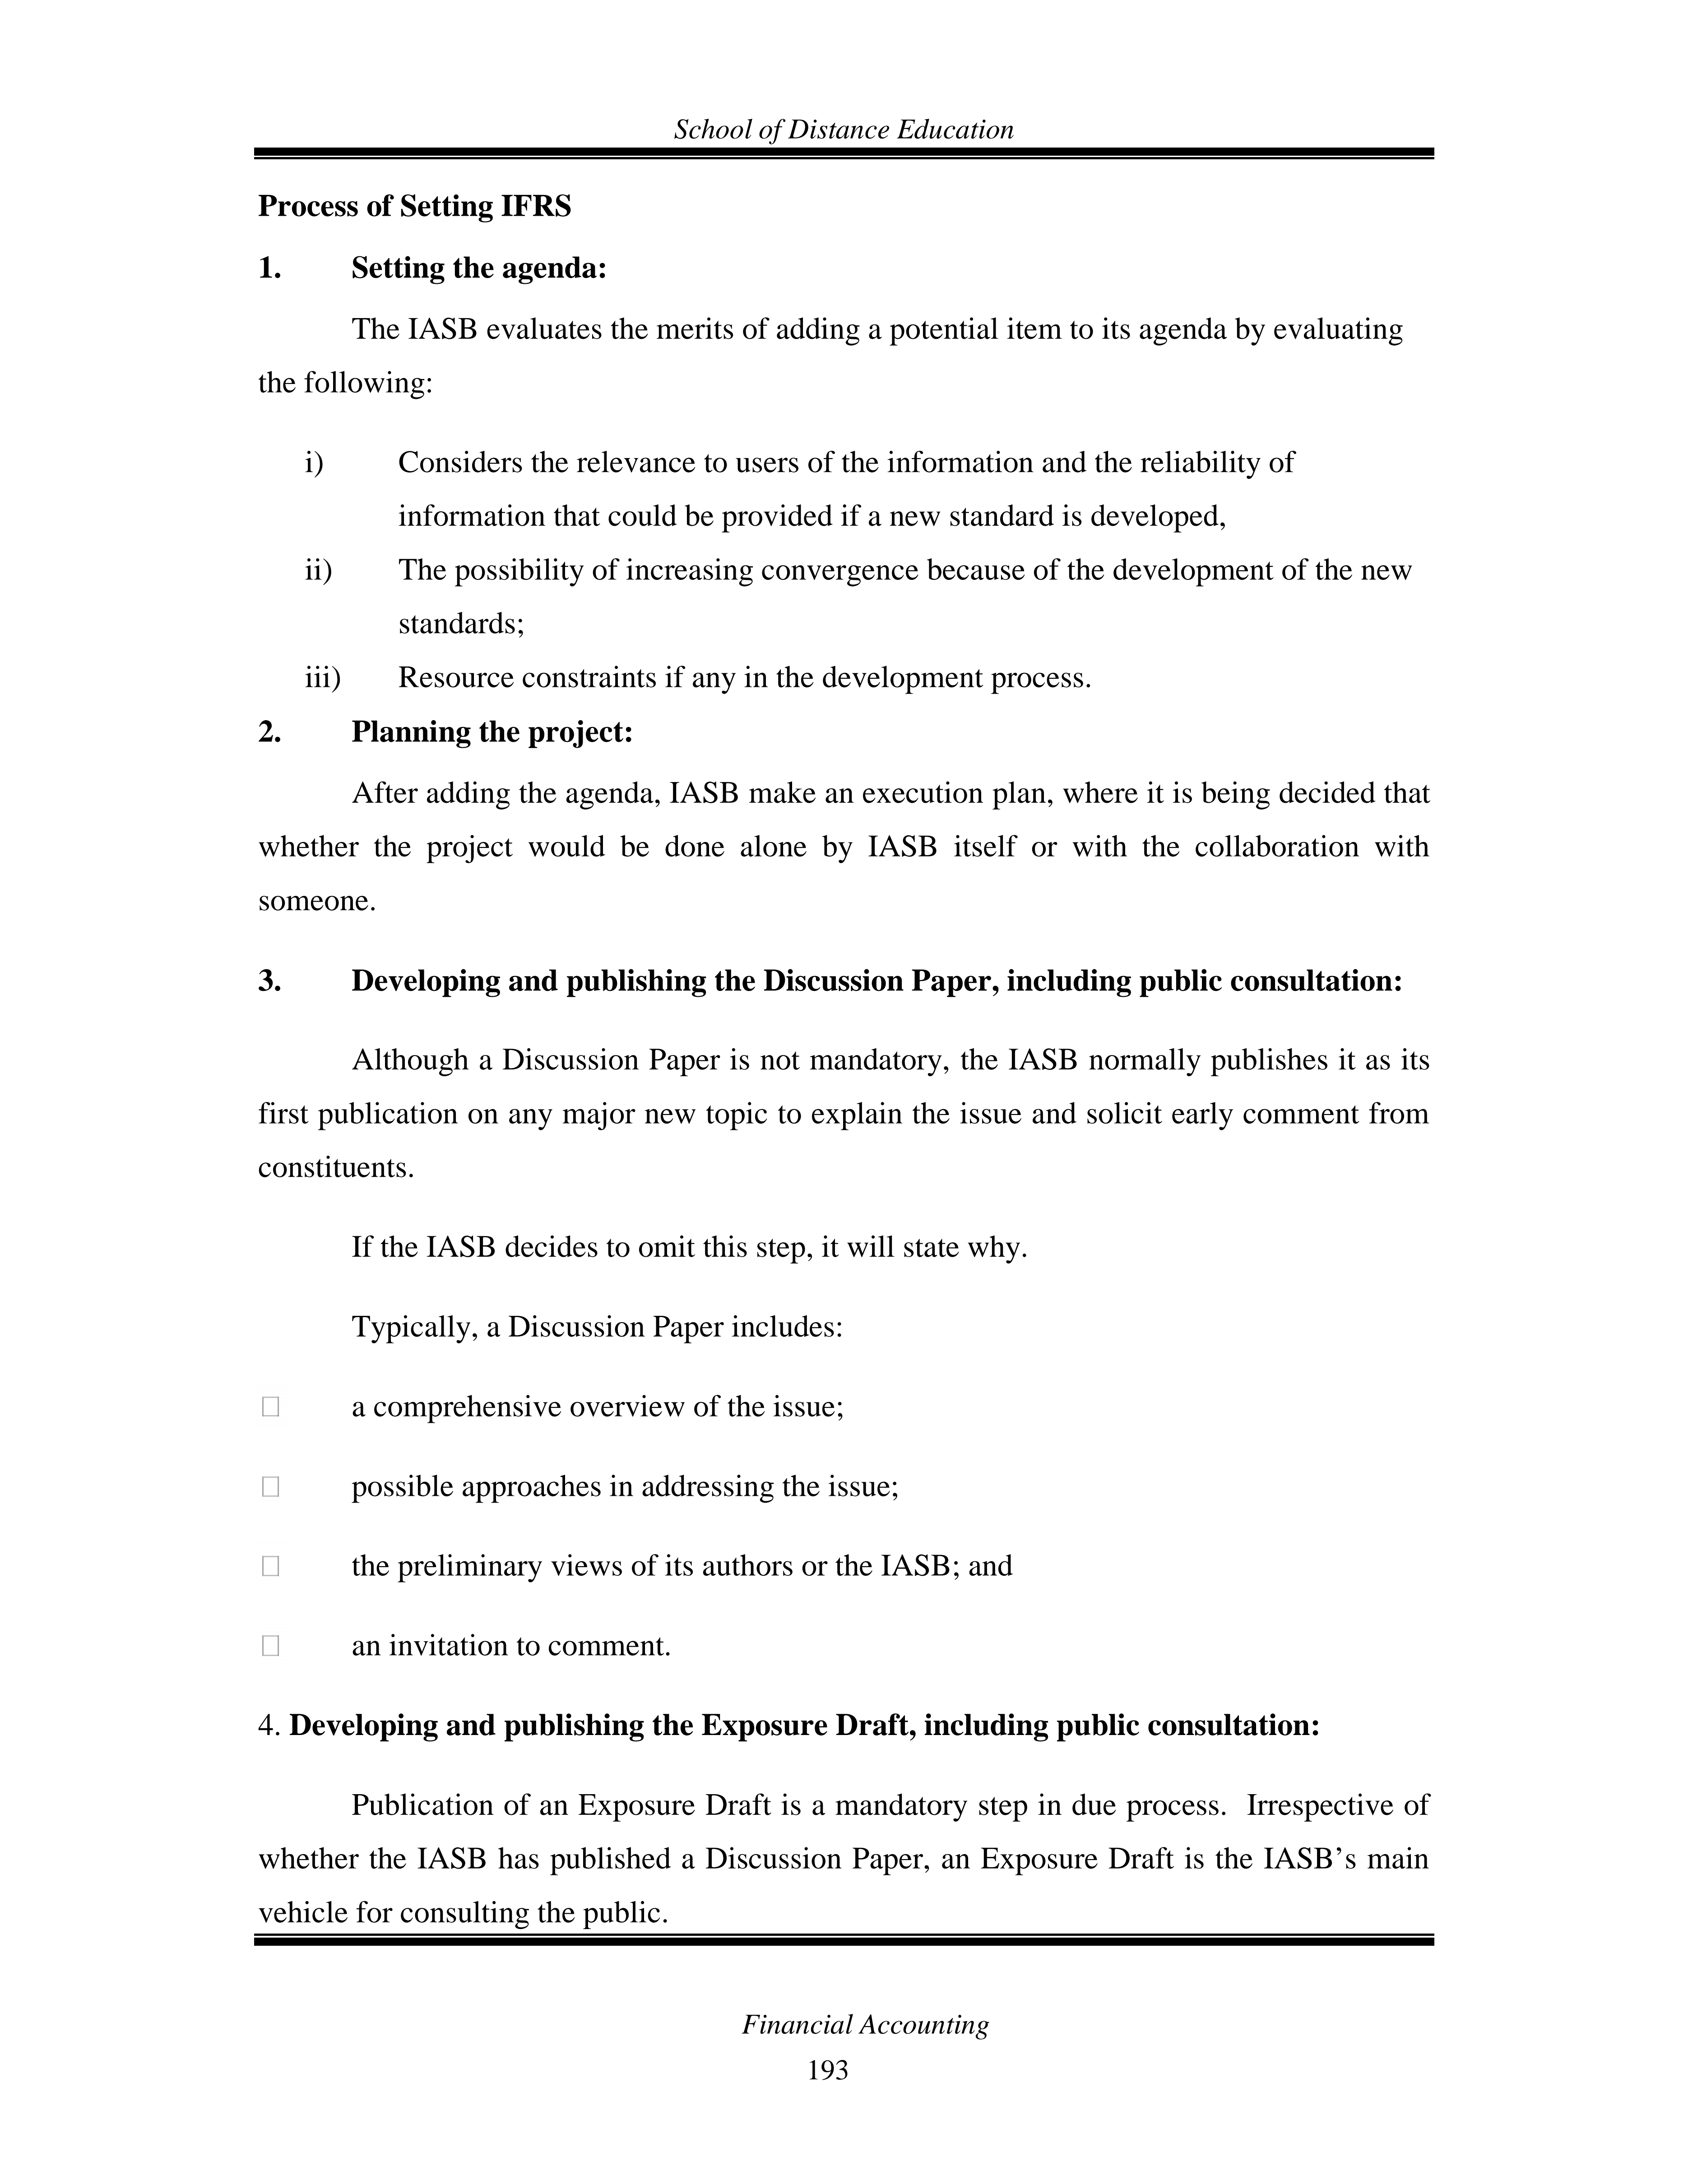 School of Distance Education
Process of Setting IFRS
1. Setting the agenda:
The IASB evaluates the merits of adding a potential item to its agenda by evaluating
the following:
i) Considers the relevance to users of the information and the reliability of
information that could be provided if a new standard is developed,
ii) The possibility of increasing convergence because of the development of the new
standards;
iii) Resource constraints if any in the development process.
2. Planning the project:
After adding the agenda, IASB make an execution plan, where it is being decided that
whether the project would be done alone by IASB itself or with the collaboration with
someone.
3. Developing and publishing the Discussion Paper, including public consultation:
Although a Discussion Paper is not mandatory, the IASB normally publishes it as its
first publication on any major new topic to explain the issue and solicit early comment from
constituents.
If the IASB decides to omit this step, it will state why.
Typically, a Discussion Paper includes:
a comprehensive overview of the issue;
possible approaches in addressing the issue;
the preliminary views of its authors or the IASB; and
an invitation to comment.
4. Developing and publishing the Exposure Draft, including public consultation:
Publication of an Exposure Draft is a mandatory step in due process. Irrespective of
whether the IASB has published a Discussion Paper, an Exposure Draft is the IASB’s main
vehicle for consulting the public.
Financial Accounting
193